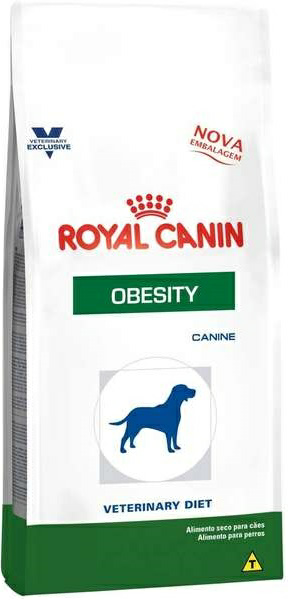 VETERINARY
EXCLUSIVE
NOVA
EMBALAGEM
ROYAL CANIN
OBESITY
CANINE
VETERINARY DIET
Alimento seco para cães
Alimento para perros
T